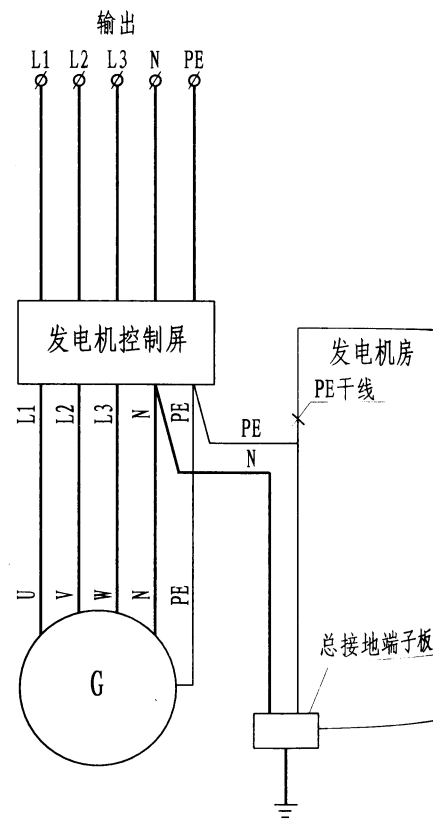 输出
L1 L2 L3 N PE
发电机控制屏
发电机房
PE干线
L1 L2 L3 N PE
PE
N
U V W N PE
G
总接地端子板